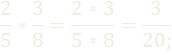 2/5 * 3/8 = 2 * 3 / 5 * 8 = 3/20;